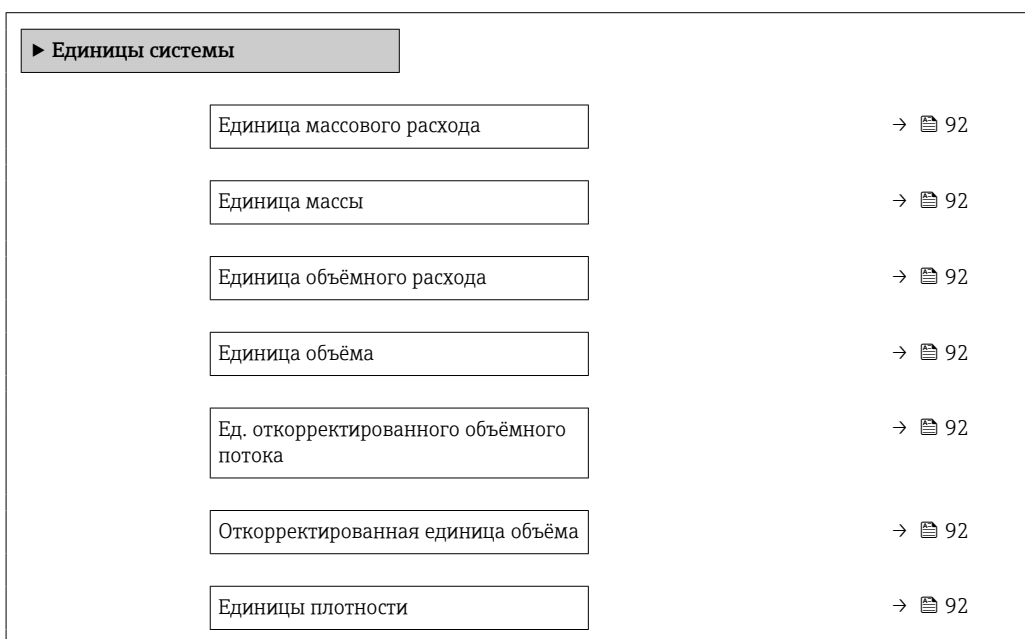 ▶ Единицы системы
Единица массового расхода → 92
Единица массы → 92
Единица объёмного расхода → 92
Единица объёма → 92
Ед. откорректированного объёмного → 92
потока
Откорректированная единица объёма → 92
Единицы плотности → 92